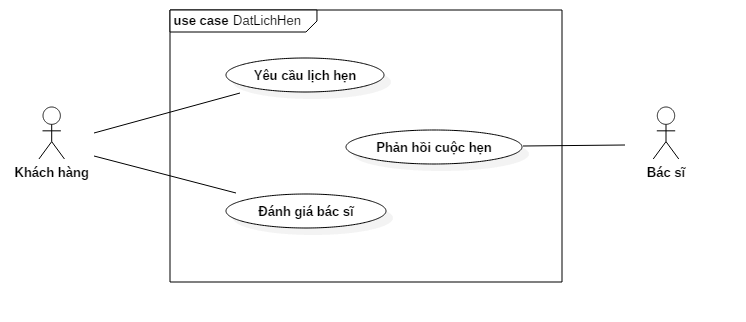 use case DatLichHen
Yêu cầu lịch hẹn
Phản hồi cuộc hẹn
Khách hàng
Bác sĩ
Đánh giá bác sĩ